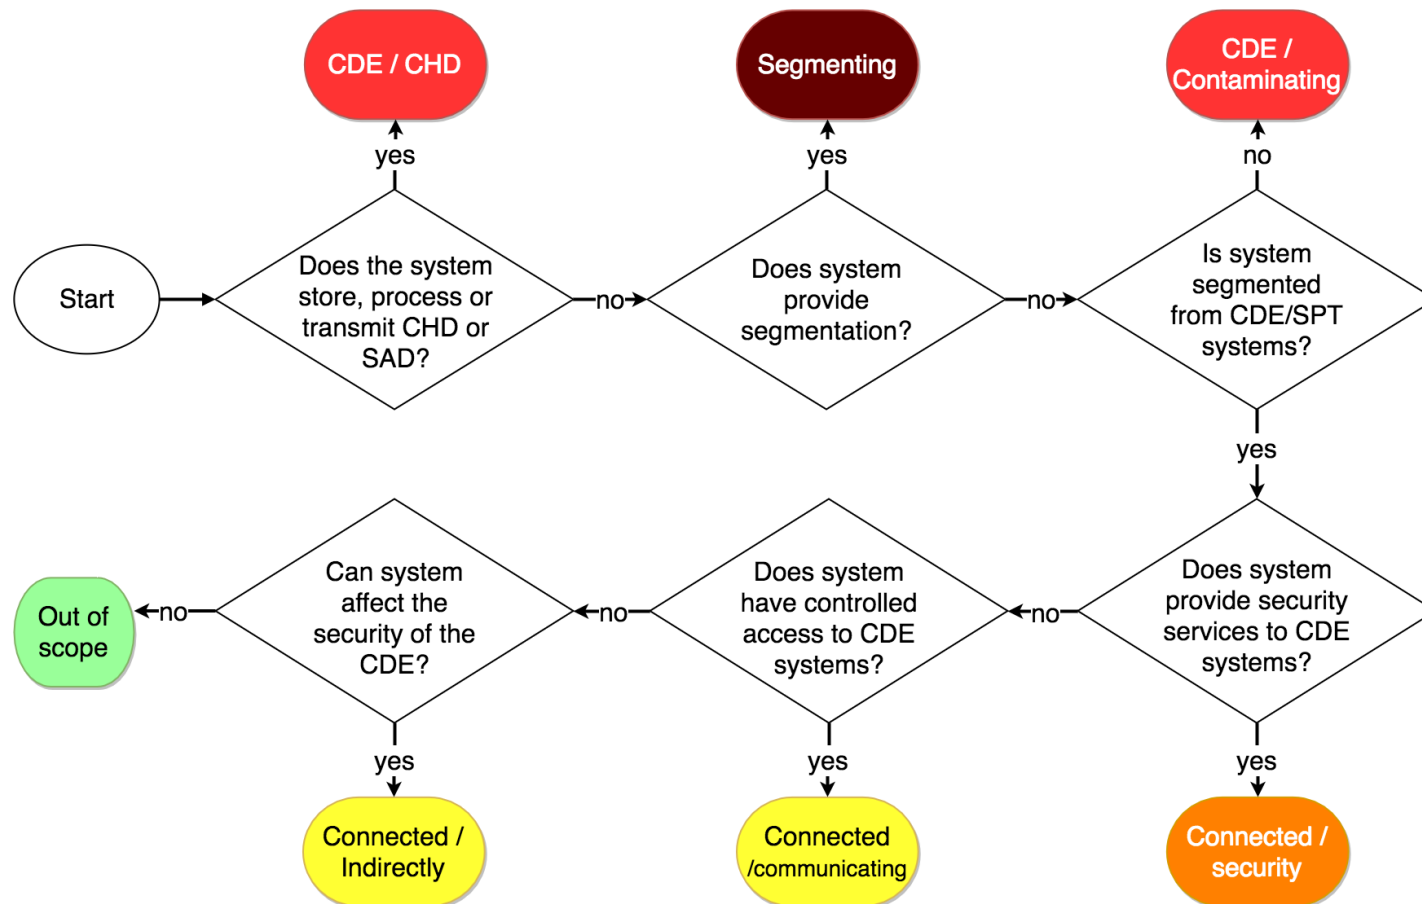 CDE / CHD
Segmenting
CDE /
Contaminating
yes
yes
no
Start
Does the system
store, process or
transmit CHD or
SAD?
no
Does system
provide
segmentation?
no
Is system
segmented
from CDE/SPT
systems?
yes
Out of
scope
no
Can system
affect the
security of the
CDE?
no
Does system
have controlled
access to CDE
systems?
no
Does system
provide security
services to CDE
systems?
yes
yes
yes
Connected /
Indirectly
Connected
/communicating
Connected /
security